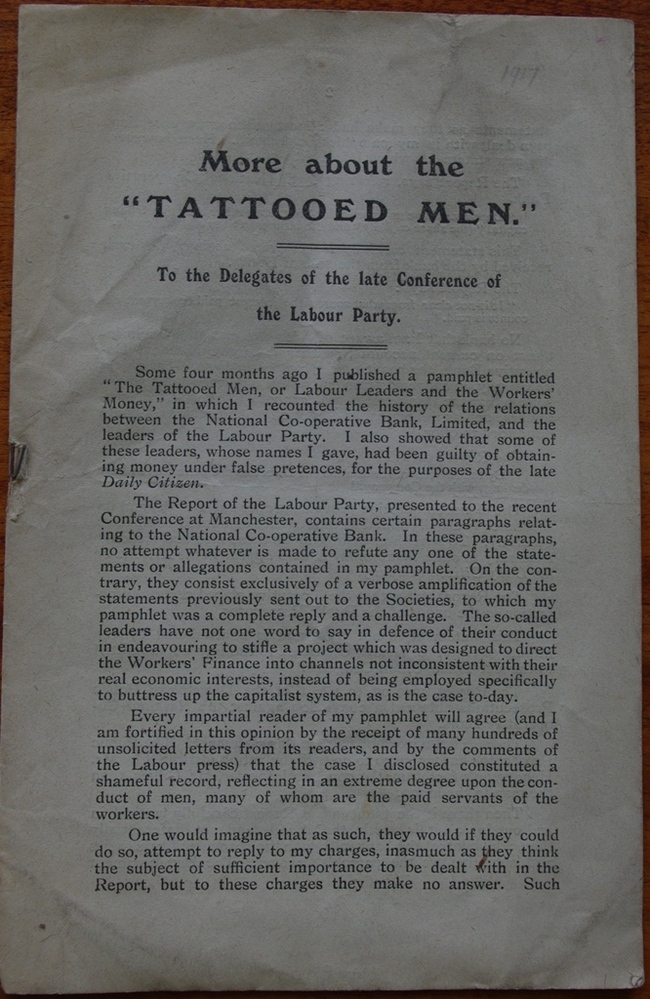 1917
More about the
"TATTOOED MEN."
To the Delegates of the late Conference of
the Labour Party.
Some four months ago I published a pamphlet entitled
"The Tattooed Men, or Labour Leaders and the Workers'
Money," in which I recounted the history of the relations
between the National Co-operative Bank, Limited, and the
leaders of the Labour Party. I also showed that some of
these leaders, whose names I gave, had been guilty of obtain-
ing money under false pretences, for the purposes of the late
Daily Citizen.
The Report of the Labour Party, presented to the recent
Conference at Manchester, contains certain paragraphs relat-
ing to the National Co-operative Bank. In these paragraphs,
no attempt whatever is made to refute any one of the state-
ments or allegations contained in my pamphlet. On the con-
trary, they consist exclusively of a verbose amplification of the
statements previously sent out to the Societies, to which my
pamphlet was a complete reply and a challenge. The so-called
leaders have not one word to say in defence of their conduct
in endeavouring to stifle a project which was designed to direct
the Workers' Finance into channels not inconsistent with their
real economic interests, instead of being employed specifically
to buttress up the capitalist system, as is the case to-day.
Every impartial reader of my pamphlet will agree (and I
am fortified in this opinion by the receipt of many hundreds of
unsolicited letters from its readers, and by the comments of
the Labour press) that the case I disclosed constituted a
shameful record, reflecting in an extreme degree upon the con-
duct of men, many of whom are the paid servants of the
workers.
One would imagine that as such, they would if they could
do so, attempt to reply to my charges, inasmuch as they think
the subject of sufficient importance to be dealt with in the
Report, but to these charges they make no answer. Such